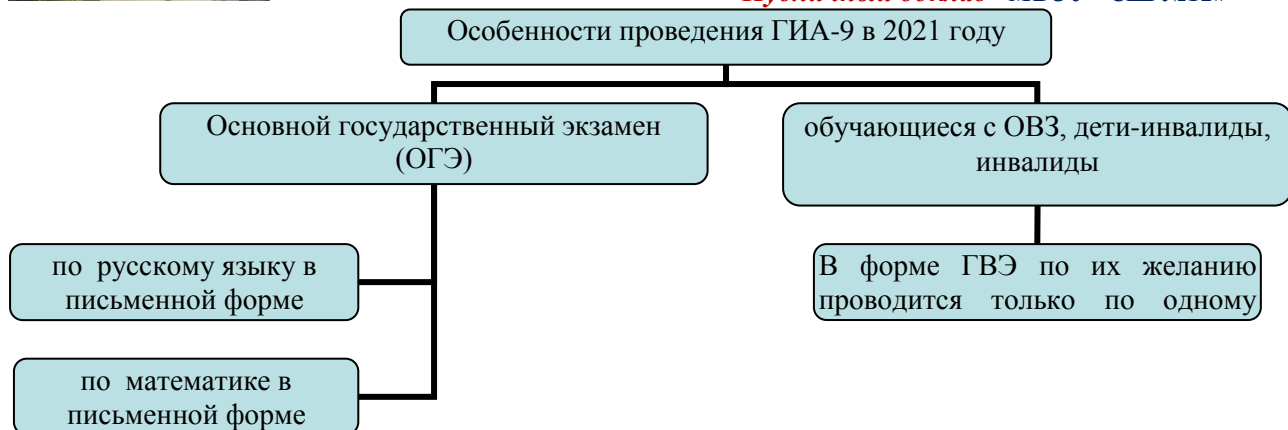 Особенности проведения ГИА-9 в 2021 году
Основной государственный экзамен
(ОГЭ)
обучающиеся с ОВЗ, дети-инвалиды,
инвалиды
по русскому языку в
письменной форме
В форме ГВЭ по их желанию
проводится только по одному
по математике в
письменной форме